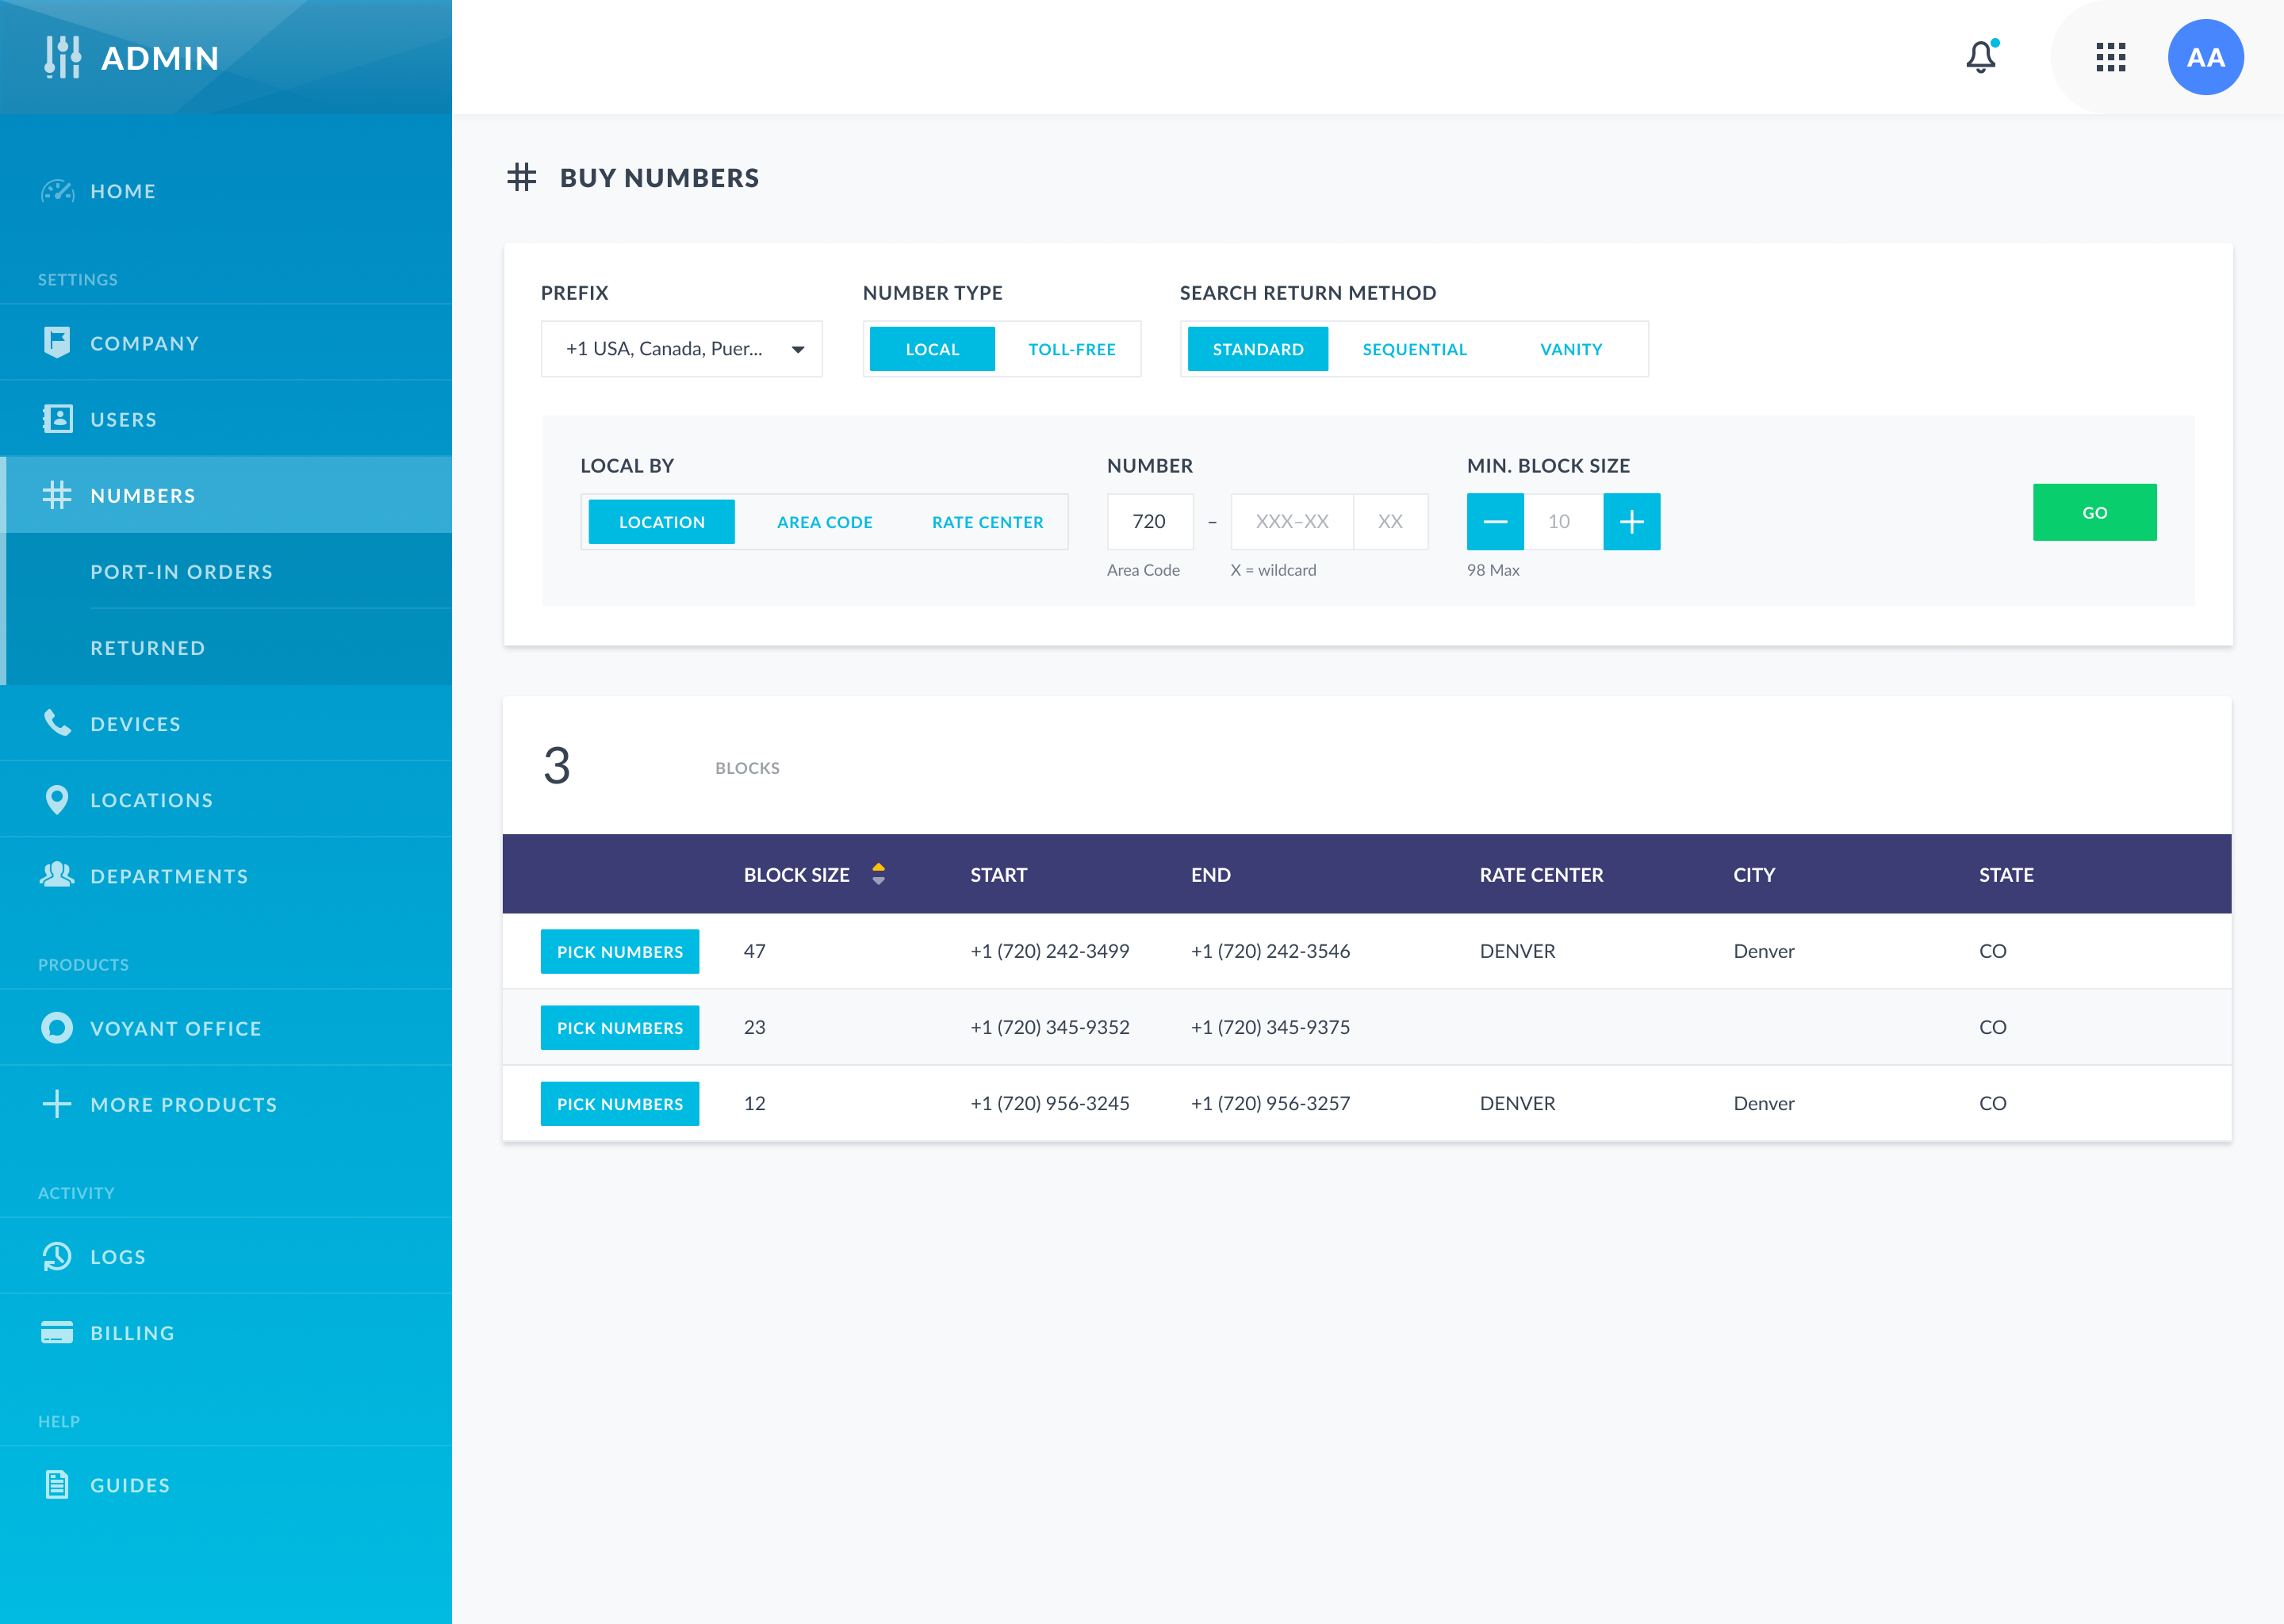 ADMIN
AA
HOME
SETTINGS
COMPANY
USERS
NUMBERS
PORT-IN ORDERS
RETURNED
DEVICES
LOCATIONS
DEPARTMENTS
PRODUCTS
VOYANT OFFICE
MORE PRODUCTS
ACTIVITY
LOGS
BILLING
HELP
GUIDES
BUY NUMBERS
PREFIX NUMBER TYPE SEARCH RETURN METHOD
+1 USA, Canada, Puer... LOCAL TOLL-FREE STANDARD SEQUENTIAL VANITY
LOCAL BY NUMBER MIN. BLOCK SIZE
LOCATION AREA CODE RATE CENTER 720 – XXX–XX XX 10 GO
Area Code X = wildcard 98 Max
3 BLOCKS
BLOCK SIZE START END RATE CENTER CITY STATE
PICK NUMBERS 47 +1 (720) 242-3499 +1 (720) 242-3546 DENVER Denver CO
PICK NUMBERS 23 +1 (720) 345-9352 +1 (720) 345-9375 CO
PICK NUMBERS 12 +1 (720) 956-3245 +1 (720) 956-3257 DENVER Denver CO